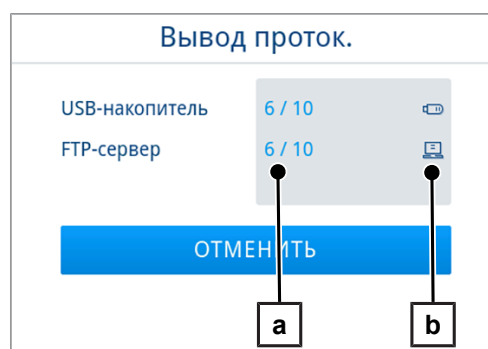 Вывод проток.
USB-накопитель 6 / 10
FTP-сервер 6 / 10
ОТМЕНИТЬ
a b